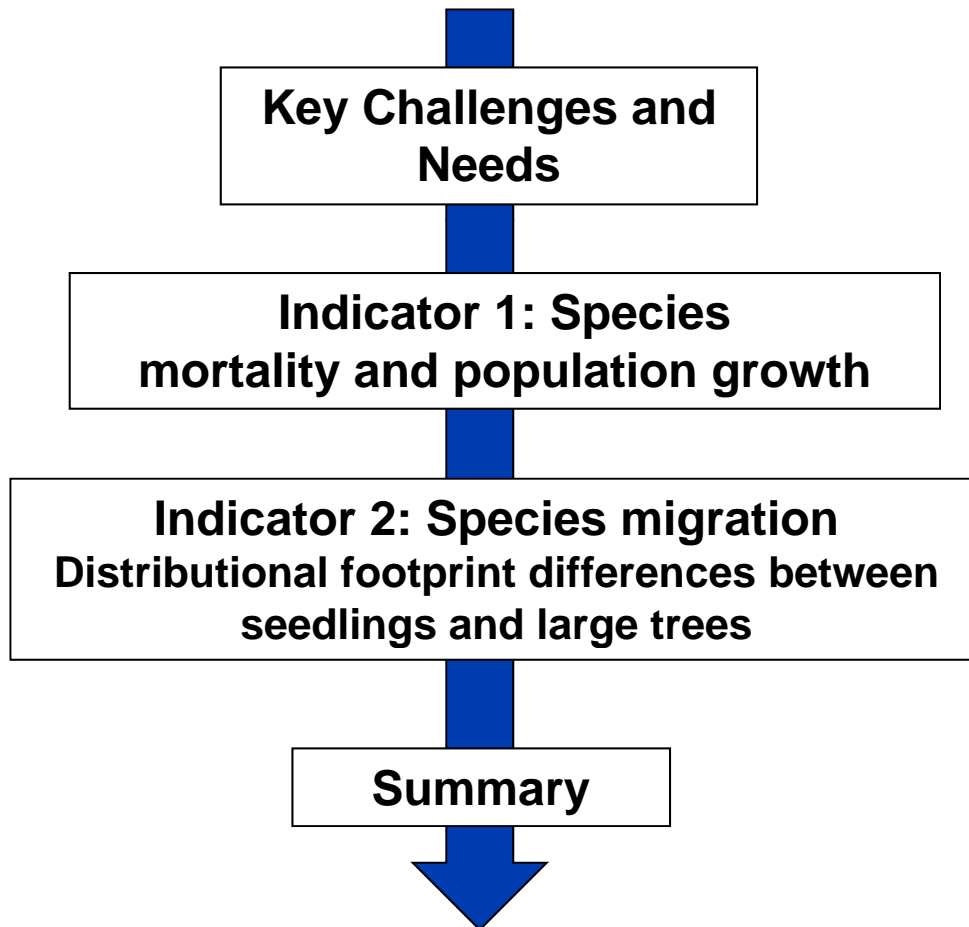 Key Challenges and
Needs
Indicator 1: Species
mortality and population growth
Indicator 2: Species migration
Distributional footprint differences between
seedlings and large trees
Summary